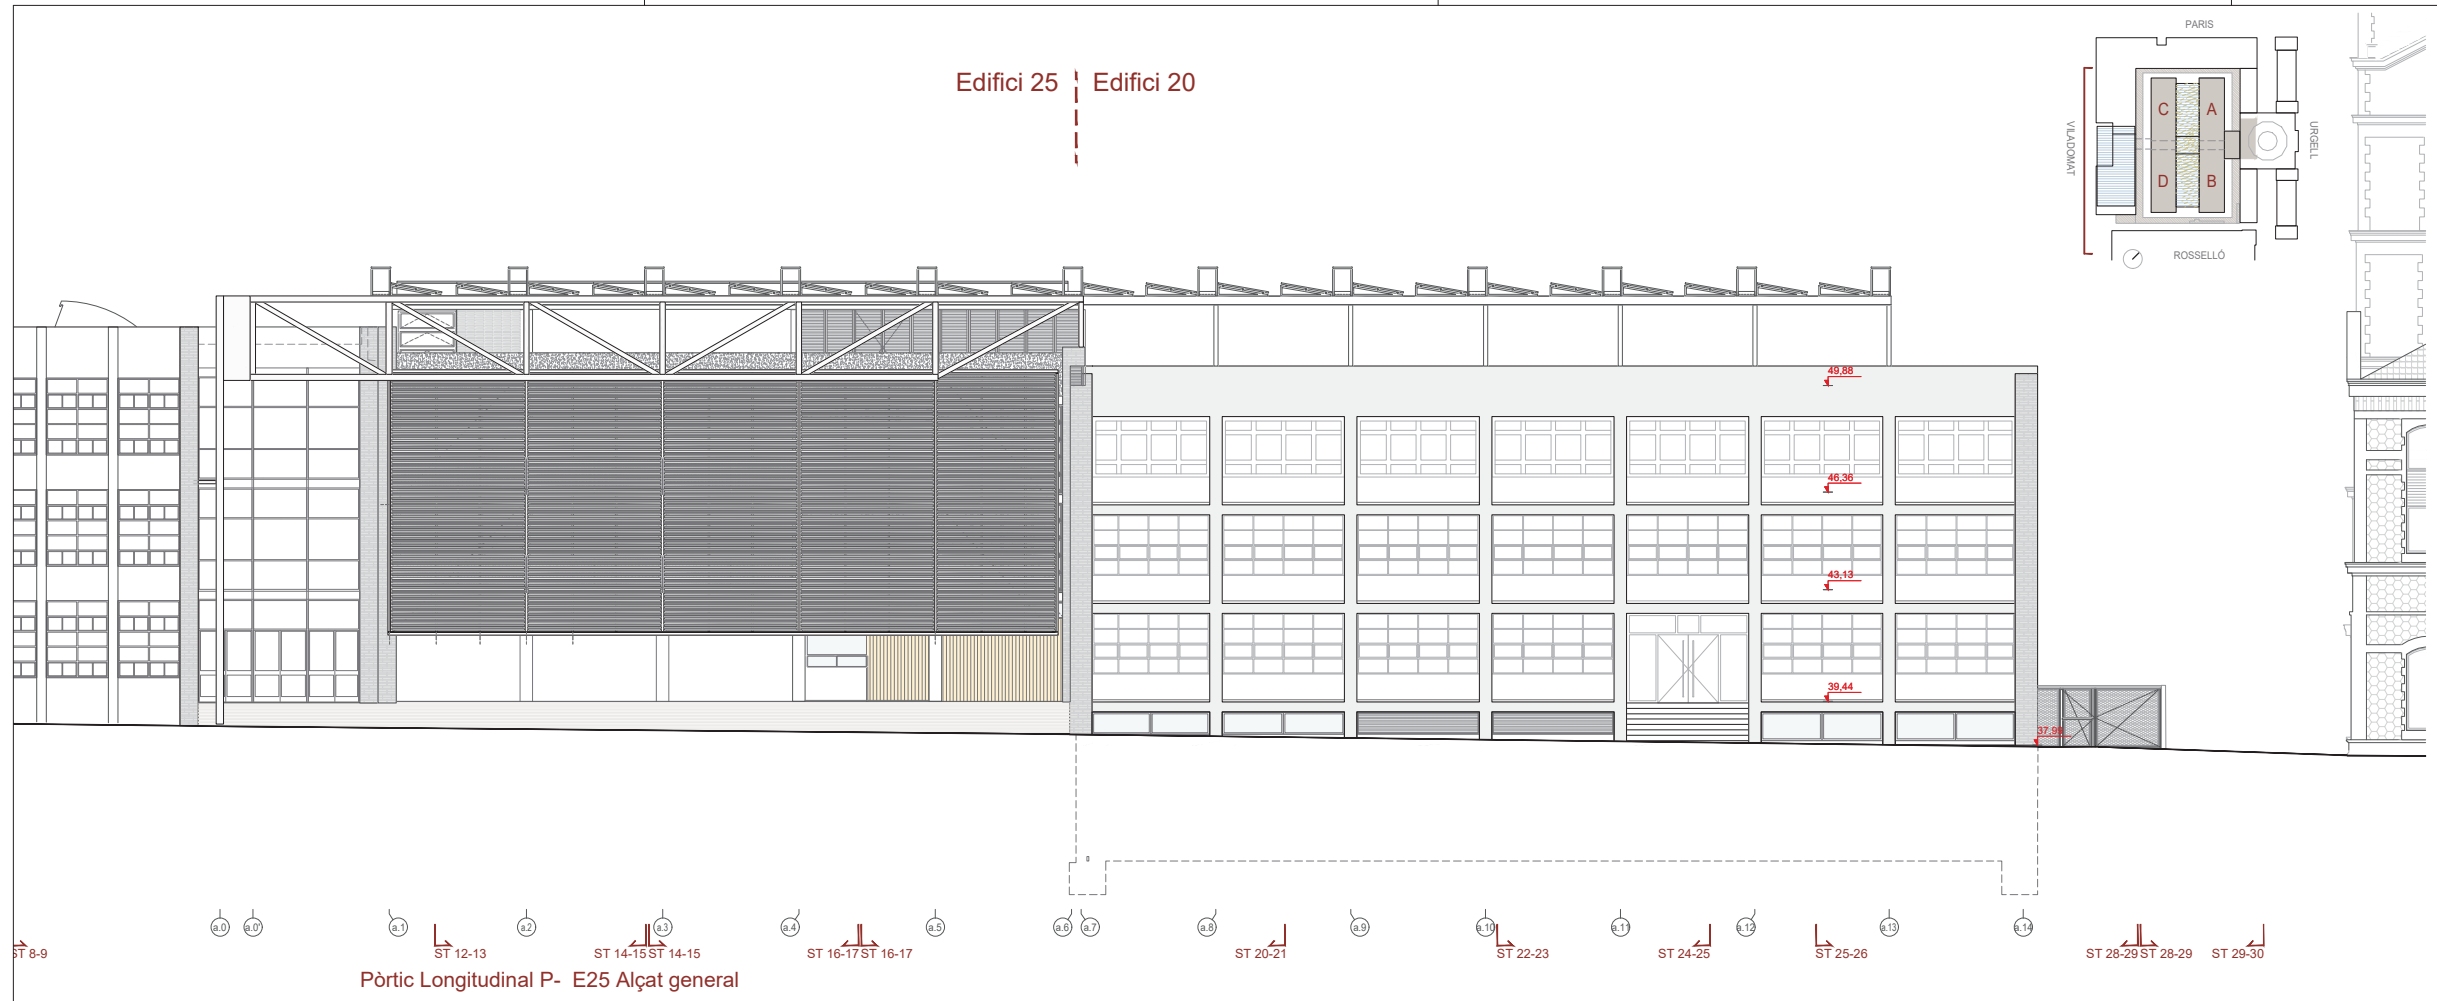 PARIS
Edifici 25
Edifici 20
C
A
VILADOMAT
URGELL
D
B
ROSSELLÓ
49,88
46,36
43,13
39,44
a.0
a.0'
a.1
a.2
a.3
a.4
a.5
a.6
a.7
a.8
a.9
a.10
a.11
a.12
a.13
a.14
ST 8-9
ST 12-13
ST 14-15
ST 14-15
ST 16-17
ST 16-17
ST 20-21
ST 22-23
ST 24-25
ST 25-26
ST 28-29
ST 28-29
ST 29-30
Pòrtic Longitudinal P- E25 Alçat general